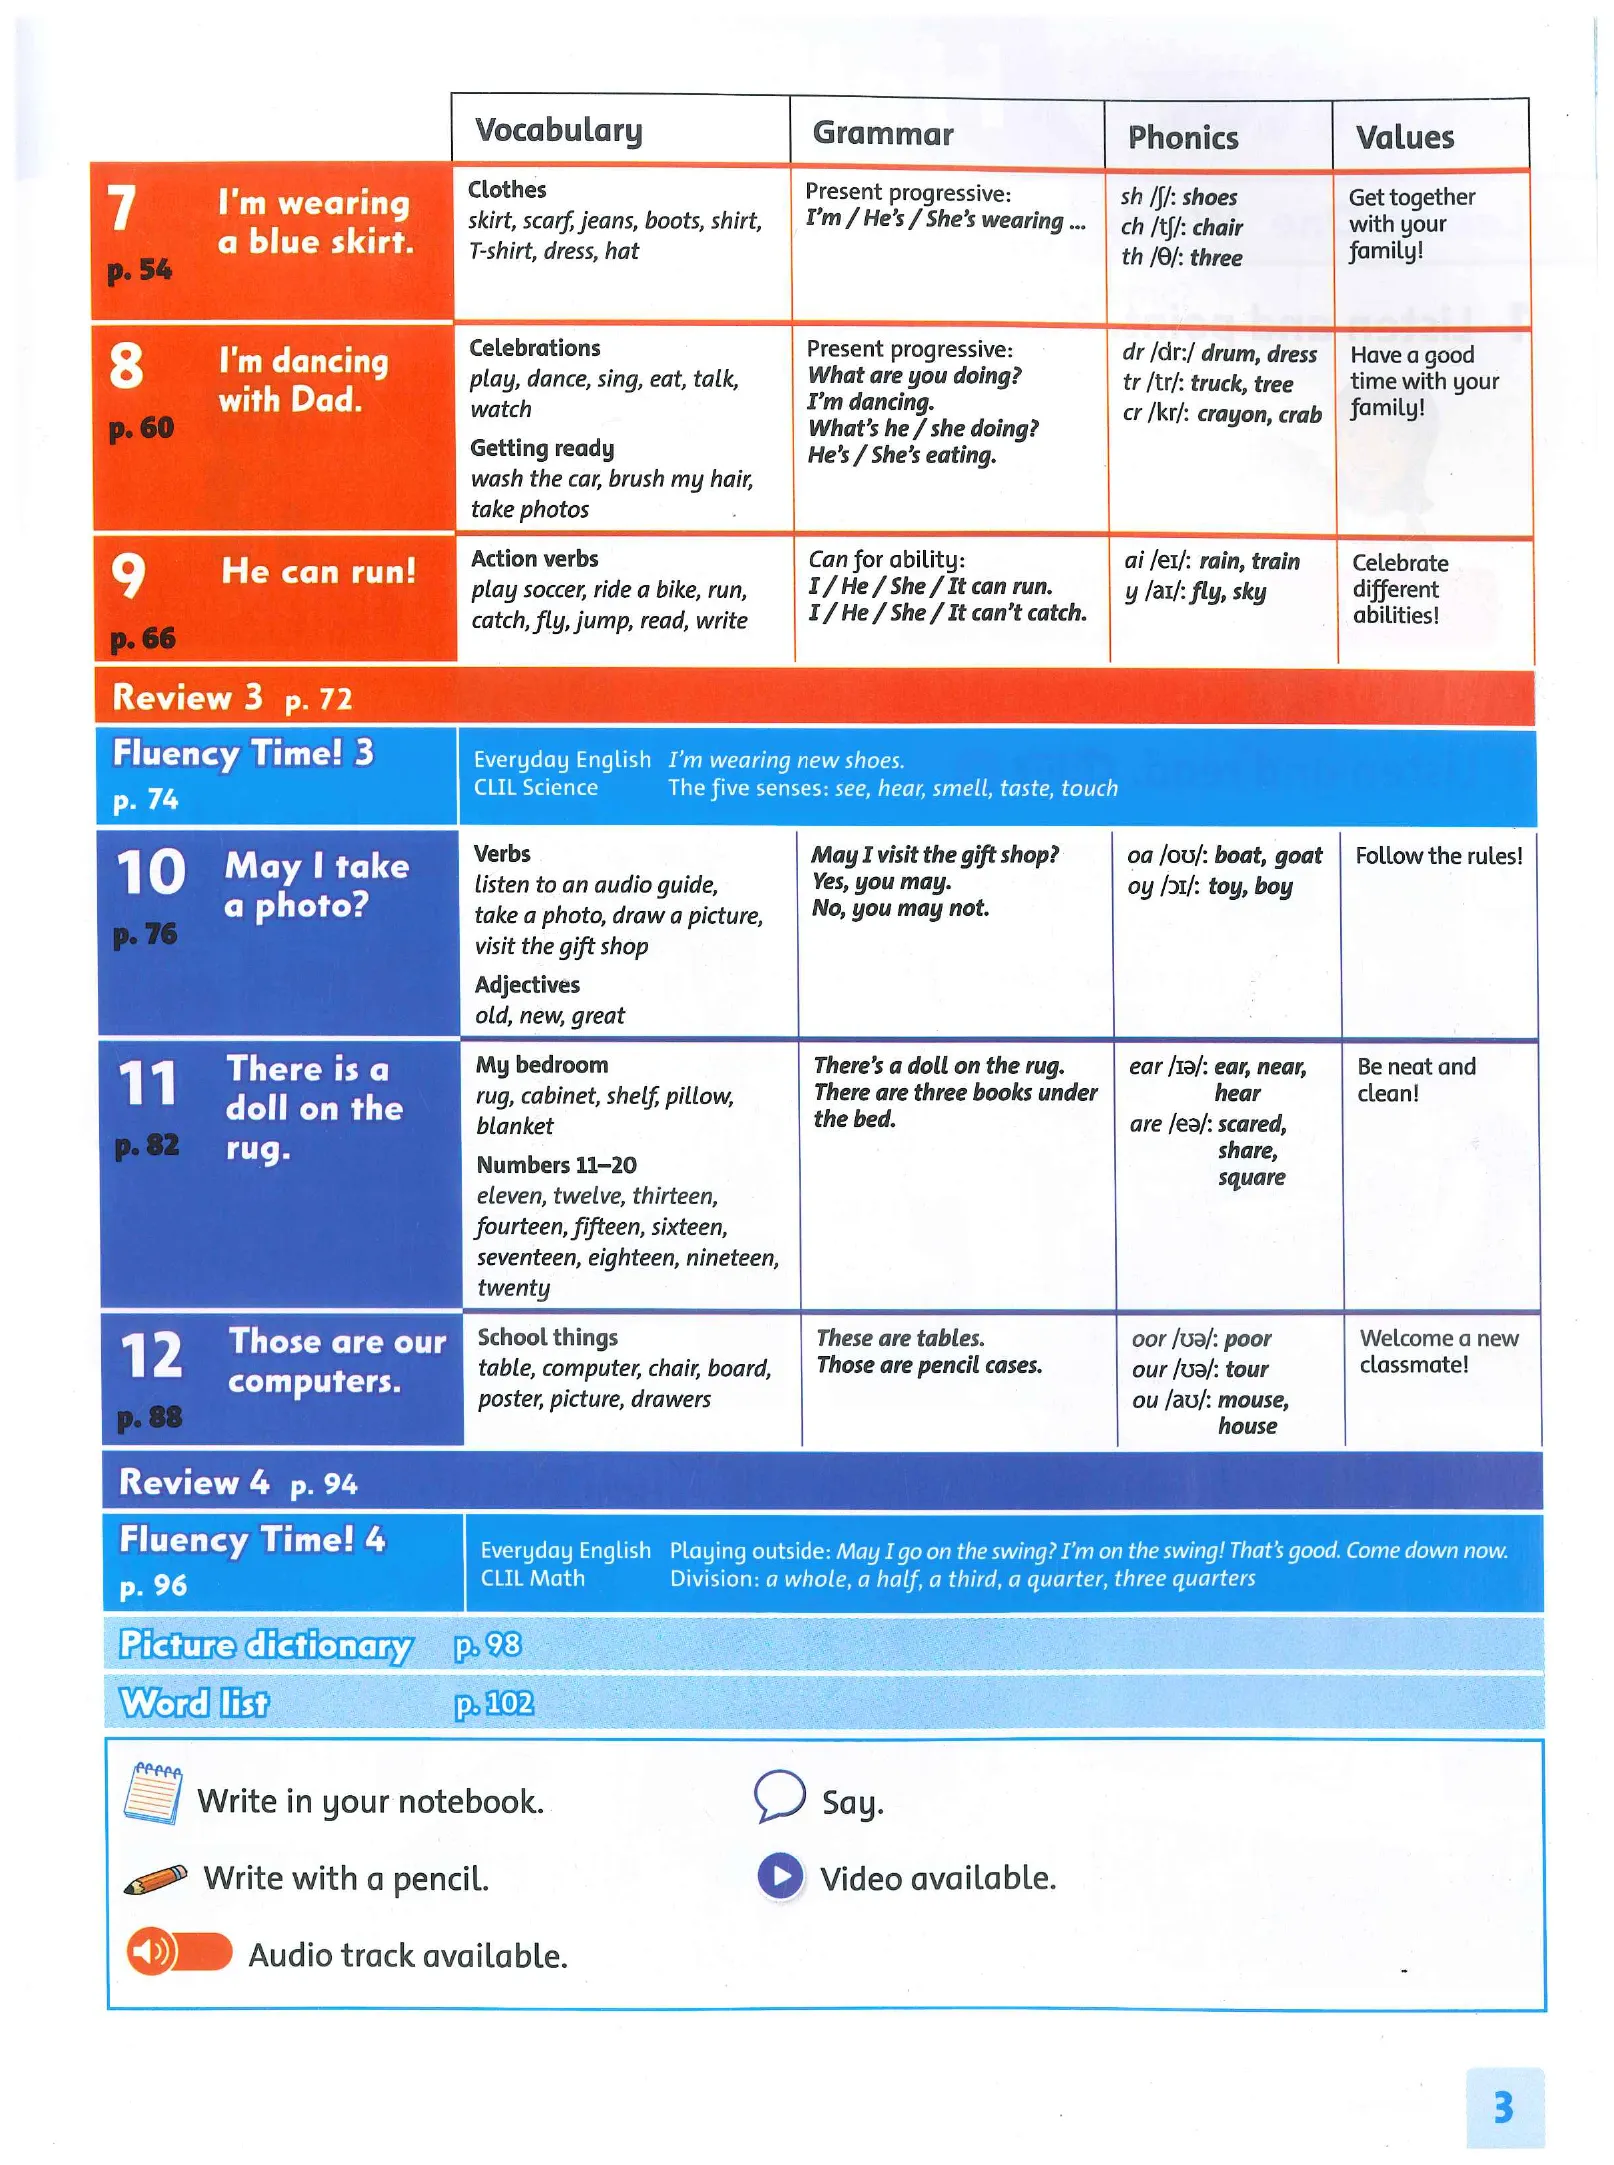 Vocabulary Grammar Phonics Values
7 I'm wearing
a blue skirt.
p. 54
Clothes
skirt, scarf, jeans, boots, shirt,
T-shirt, dress, hat
Present progressive:
I'm / He's / She's wearing ...
sh /ʃ/: shoes
ch /tʃ/: chair
th /θ/: three
Get together
with your
family!
8 I'm dancing
with Dad.
p. 60
Celebrations
play, dance, sing, eat, talk,
watch
Getting ready
wash the car, brush my hair,
take photos
Present progressive:
What are you doing?
I'm dancing.
What's he / she doing?
He's / She's eating.
dr /dr:/ drum, dress
tr /tr/: truck, tree
cr /kr/: crayon, crab
Have a good
time with your
family!
9 He can run!
p. 66
Action verbs
play soccer, ride a bike, run,
catch, fly, jump, read, write
Can for ability:
I / He / She / It can run.
I / He / She / It can't catch.
ai /eɪ/: rain, train
y /aɪ/: fly, sky
Celebrate
different
abilities!
Review 3 p. 72
Fluency Time! 3
p. 74
Everyday English I'm wearing new shoes.
CLIL Science The five senses: see, hear, smell, taste, touch
10 May I take
a photo?
p. 76
Verbs
listen to an audio guide,
take a photo, draw a picture,
visit the gift shop
Adjectives
old, new, great
May I visit the gift shop?
Yes, you may.
No, you may not.
oa /oʊ/: boat, goat
oy /ɔɪ/: toy, boy
Follow the rules!
11 There is a
doll on the
rug.
p. 82
My bedroom
rug, cabinet, shelf, pillow,
blanket
Numbers 11–20
eleven, twelve, thirteen,
fourteen, fifteen, sixteen,
seventeen, eighteen, nineteen,
twenty
There's a doll on the rug.
There are three books under
the bed.
ear /ɪə/: ear, near,
hear
are /eə/: scared,
share,
square
Be neat and
clean!
12 Those are our
computers.
p. 88
School things
table, computer, chair, board,
poster, picture, drawers
These are tables.
Those are pencil cases.
oor /ʊə/: poor
our /ʊə/: tour
ou /aʊ/: mouse,
house
Welcome a new
classmate!
Review 4 p. 94
Fluency Time! 4
p. 96
Everyday English Playing outside: May I go on the swing? I'm on the swing! That's good. Come down now.
CLIL Math Division: a whole, a half, a third, a quarter, three quarters
Picture dictionary p. 98
Word list p. 102
Write in your notebook.
Say.
Write with a pencil.
Video available.
Audio track available.
3